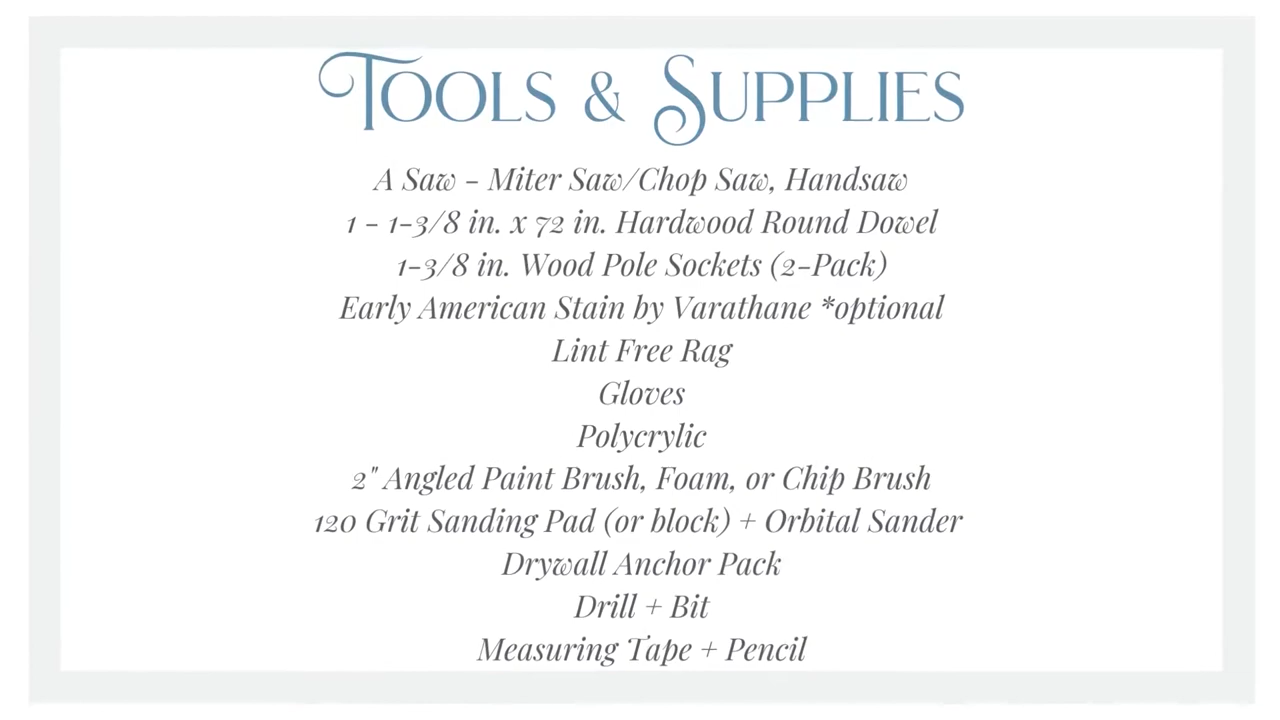 Tools & Supplies
A Saw - Miter Saw/Chop Saw, Handsaw
1 - 1-3/8 in. x 72 in. Hardwood Round Dowel
1-3/8 in. Wood Pole Sockets (2-Pack)
Early American Stain by Varathane *optional
Lint Free Rag
Gloves
Polycrylic
2" Angled Paint Brush, Foam, or Chip Brush
120 Grit Sanding Pad (or block) + Orbital Sander
Drywall Anchor Pack
Drill + Bit
Measuring Tape + Pencil